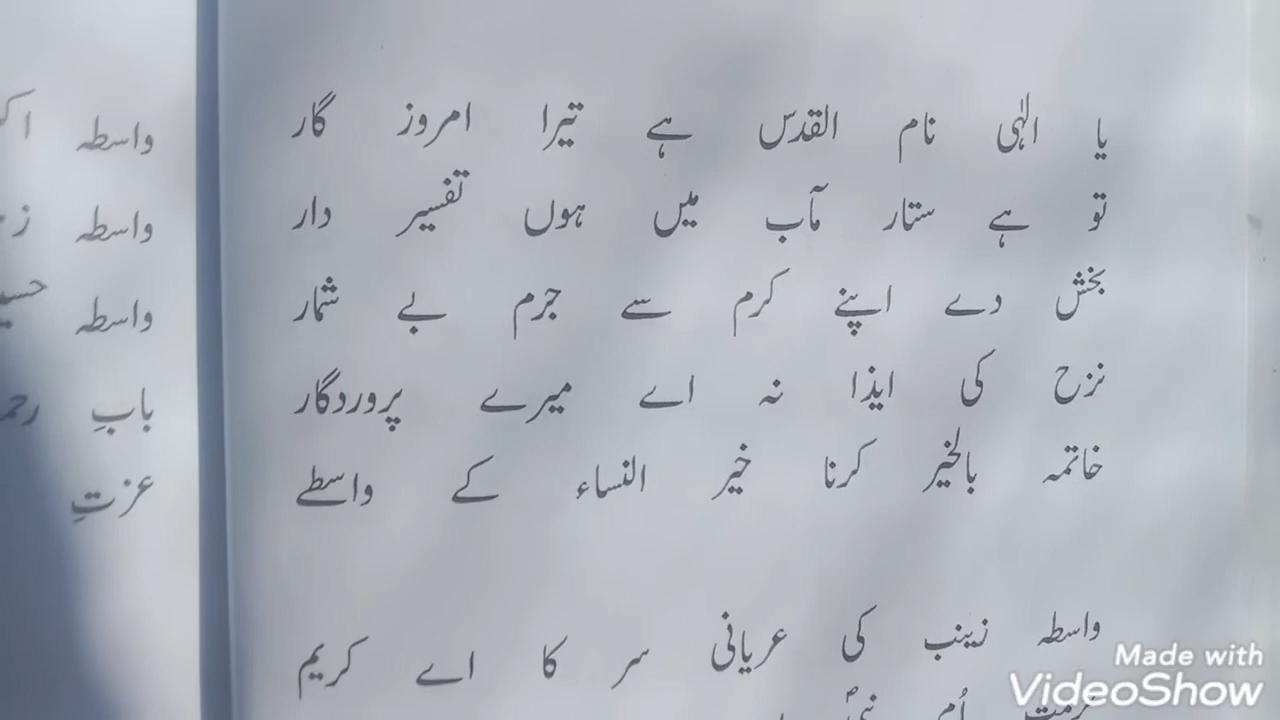 یا الٰہی نام القدس ہے تیرا امروز گار
تو ہے ستار مآب میں ہوں تفسیر دار
بخش دے اپنے کرم سے جرم بے شمار
نزح کی ایذا نہ اے میرے پروردگار
خاتمہ بالخیر کرنا خیر النساء کے واسطے
واسطہ زینب کی عریانی سر کا اے کریم
اُم
واسطہ
واسطہ
واسطہ
بابِ
عزتِ
Made with
VideoShow